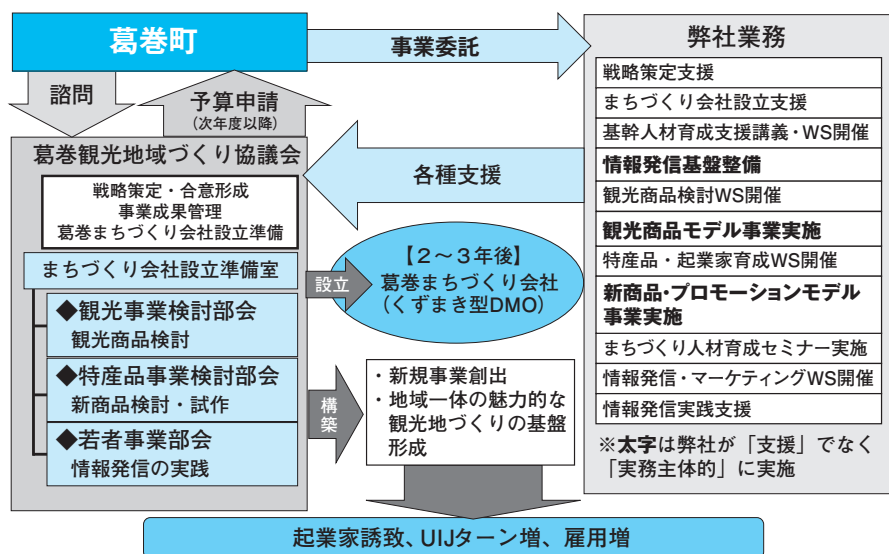 葛巻町
事業委託
諮問
予算申請
(次年度以降)
葛巻観光地域づくり協議会
戦略策定・合意形成
事業成果管理
葛巻まちづくり会社設立準備
まちづくり会社設立準備室
◆観光事業検討部会
観光商品検討
◆特産品事業検討部会
新商品検討・試作
◆若者事業部会
情報発信の実践
各種支援
設立
【2〜3年後】
葛巻まちづくり会社
(くずまき型DMO)
構築
・新規事業創出
・地域一体の魅力的な
観光地づくりの基盤
形成
弊社業務
戦略策定支援
まちづくり会社設立支援
基幹人材育成支援講義・WS開催
情報発信基盤整備
観光商品検討WS開催
観光商品モデル事業実施
特産品・起業家育成WS開催
新商品・プロモーションモデル
事業実施
まちづくり人材育成セミナー実施
情報発信・マーケティングWS開催
情報発信実践支援
※太字は弊社が「支援」でなく
「実務主体的」に実施
起業家誘致、UIJターン増、雇用増